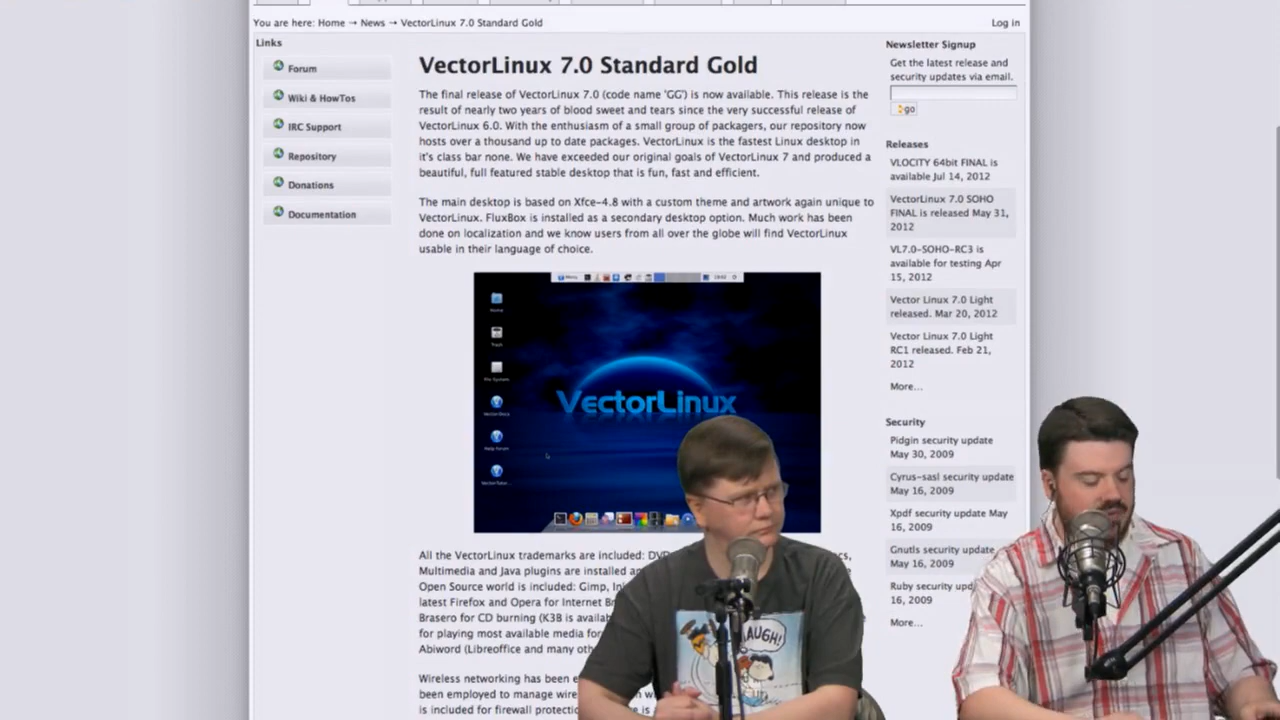 You are here: Home → News → VectorLinux 7.0 Standard Gold
Log in
Links
Forum
Wiki & HowTos
IRC Support
Repository
Donations
Documentation
VectorLinux 7.0 Standard Gold
The final release of VectorLinux 7.0 (code name 'GG') is now available. This release is the
result of nearly two years of blood sweet and tears since the very successful release of
VectorLinux 6.0. With the enthusiasm of a small group of packagers, our repository now
hosts over a thousand up to date packages. VectorLinux is the fastest Linux desktop in
it's class bar none. We have exceeded our original goals of VectorLinux 7 and produced a
beautiful, full featured stable desktop that is fun, fast and efficient.
The main desktop is based on Xfce-4.8 with a custom theme and artwork again unique to
VectorLinux. FluxBox is installed as a secondary desktop option. Much work has been
done on localization and we know users from all over the globe will find VectorLinux
usable in their language of choice.
Menu
Home
Trash
File System
Help Forum
VectorLinux
All the VectorLinux trademarks are included:
Multimedia and Java plugins are installed
Open Source world is included: Gimp,
latest Firefox and Opera for Internet
Brasero for CD burning (K3B is
for playing most available media
Abiword (Libreoffice and many
Wireless networking has been
been employed to manage
is included for firewall
Newsletter Signup
Get the latest release and
security updates via email.
go
Releases
VLOCITY 64bit FINAL is
available Jul 14, 2012
VectorLinux 7.0 SOHO
FINAL is released May 31,
2012
VL7.0-SOHO-RC3 is
available for testing Apr
15, 2012
Vector Linux 7.0 Light
released. Mar 20, 2012
Vector Linux 7.0 Light
RC1 released. Feb 21,
2012
More...
Security
Pidgin security update
May 30, 2009
Cyrus-sasl security update
May 16, 2009
Xpdf security update May
16, 2009
Gnutls security update
May 16, 2009
Ruby security
16, 2009
More...